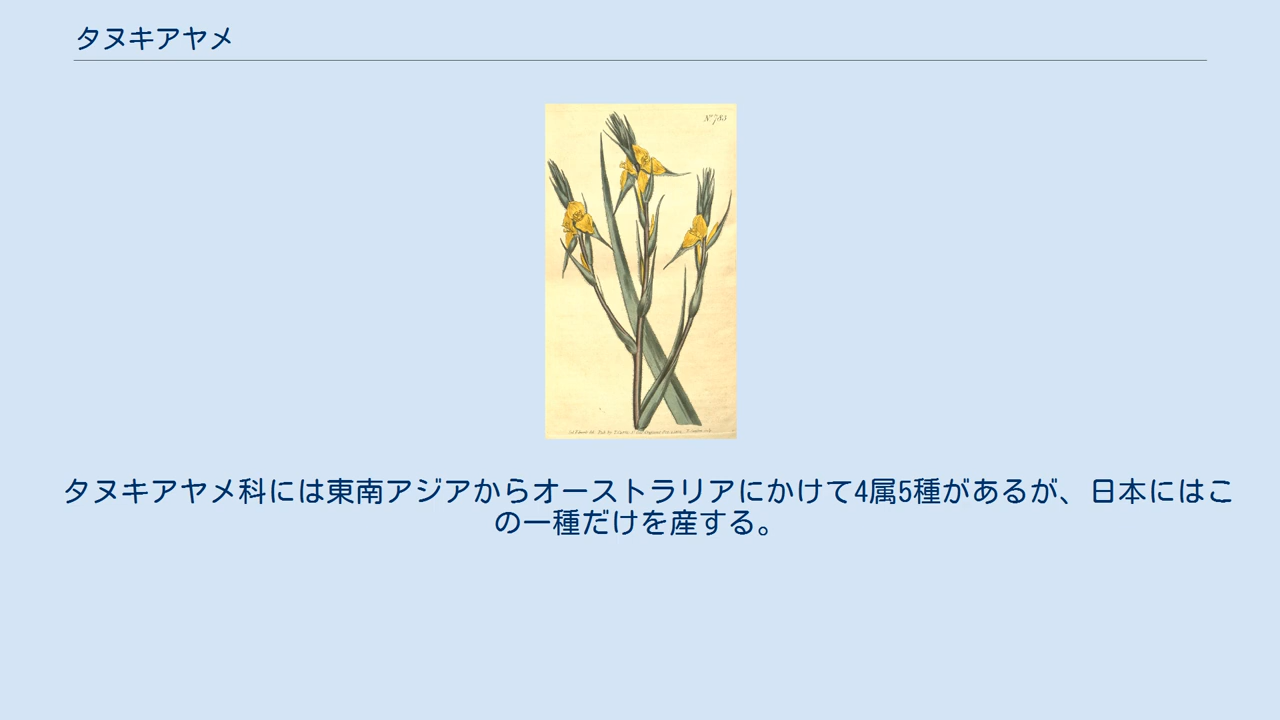 タヌキアヤメ
Nº 783
タヌキアヤメ科には東南アジアからオーストラリアにかけて4属5種があるが、日本にはこ
の一種だけを産する。